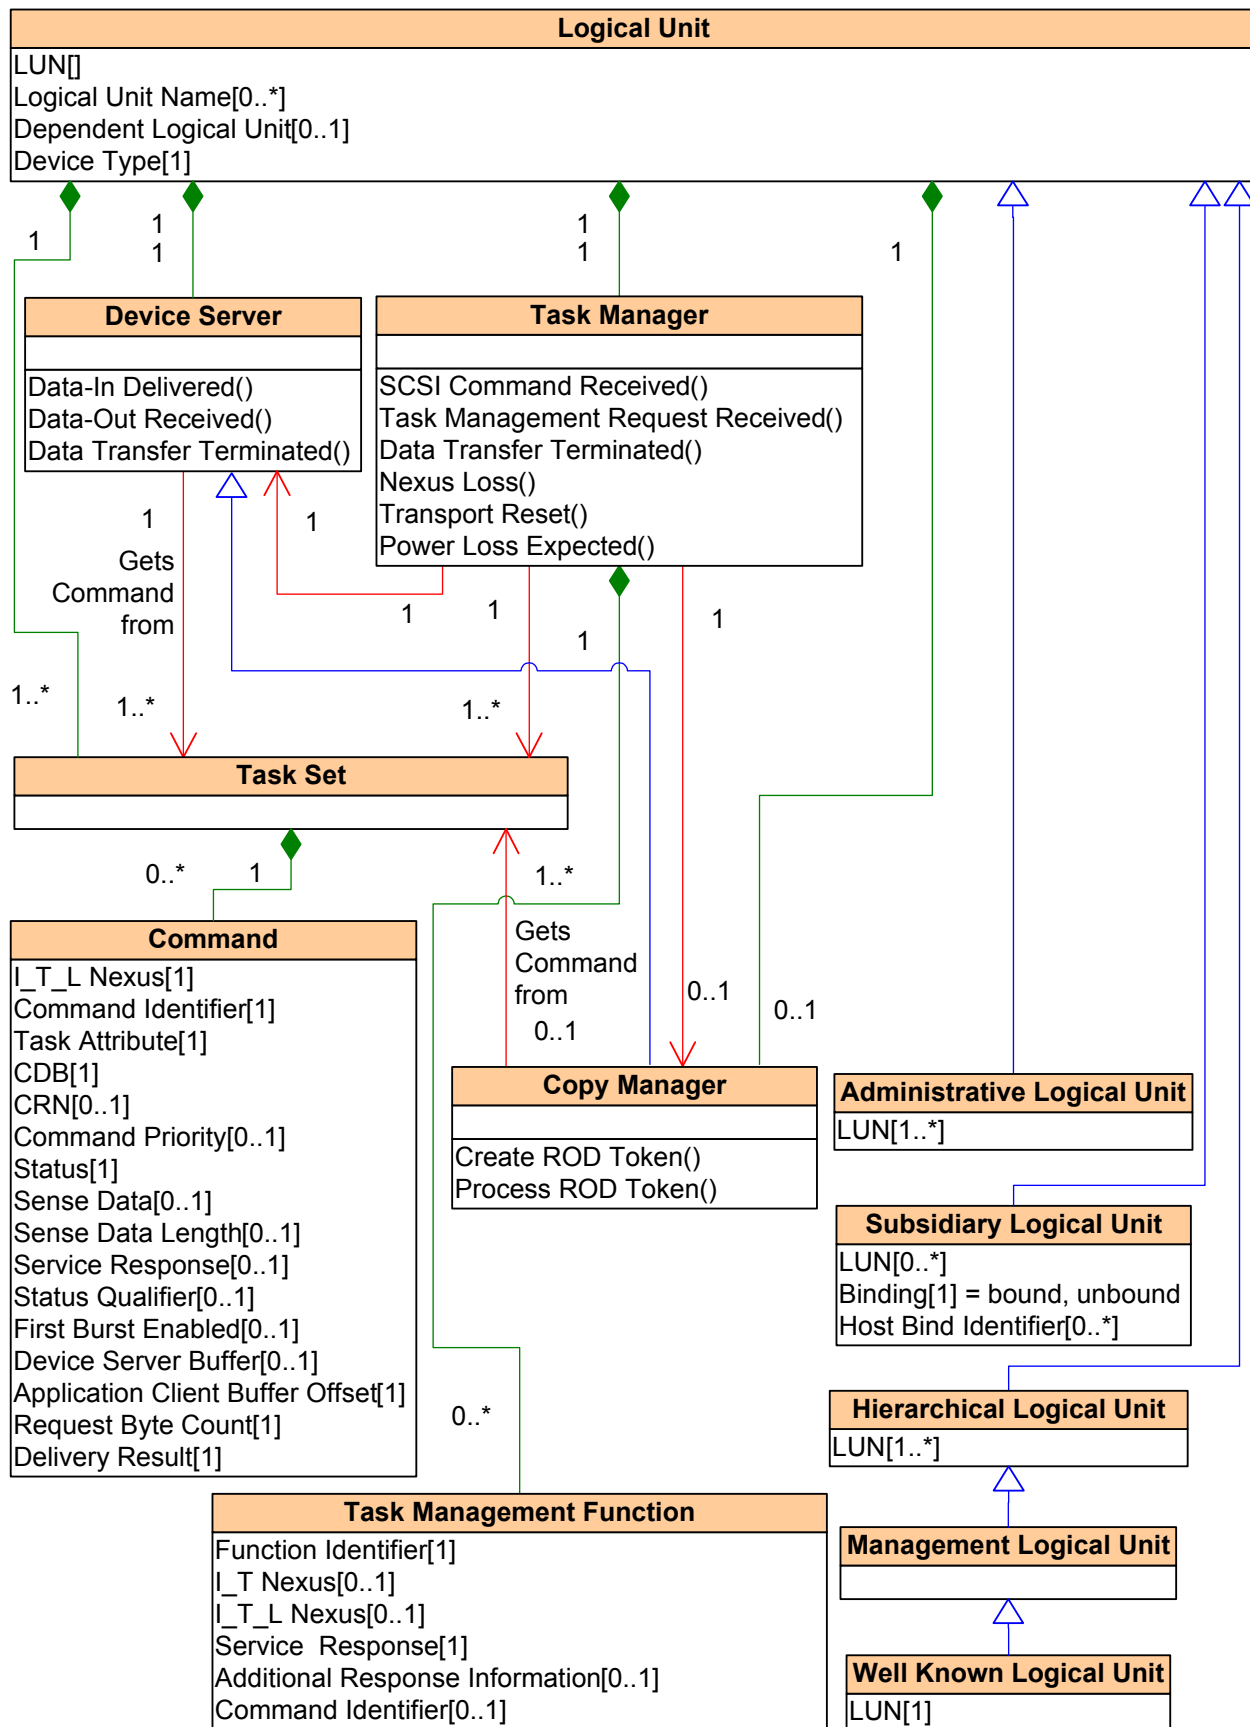 Logical Unit
LUN[]
Logical Unit Name[0..*]
Dependent Logical Unit[0..1]
Device Type[1]
1
1
1
1
1
1
Device Server
Data-In Delivered()
Data-Out Received()
Data Transfer Terminated()
Task Manager
SCSI Command Received()
Task Management Request Received()
Data Transfer Terminated()
Nexus Loss()
Transport Reset()
Power Loss Expected()
1
Gets
Command
from
1
1
1
1
1
1..*
1..*
1..*
Task Set
0..*
1
1..*
Gets
Command
from
0..1
0..1
0..1
Command
I_T_L Nexus[1]
Command Identifier[1]
Task Attribute[1]
CDB[1]
CRN[0..1]
Command Priority[0..1]
Status[1]
Sense Data[0..1]
Sense Data Length[0..1]
Service Response[0..1]
Status Qualifier[0..1]
First Burst Enabled[0..1]
Device Server Buffer[0..1]
Application Client Buffer Offset[1]
Request Byte Count[1]
Delivery Result[1]
Copy Manager
Create ROD Token()
Process ROD Token()
Administrative Logical Unit
LUN[1..*]
Subsidiary Logical Unit
LUN[0..*]
Binding[1] = bound, unbound
Host Bind Identifier[0..*]
Hierarchical Logical Unit
LUN[1..*]
0..*
Task Management Function
Function Identifier[1]
I_T Nexus[0..1]
I_T_L Nexus[0..1]
Service  Response[1]
Additional Response Information[0..1]
Command Identifier[0..1]
Management Logical Unit
Well Known Logical Unit
LUN[1]